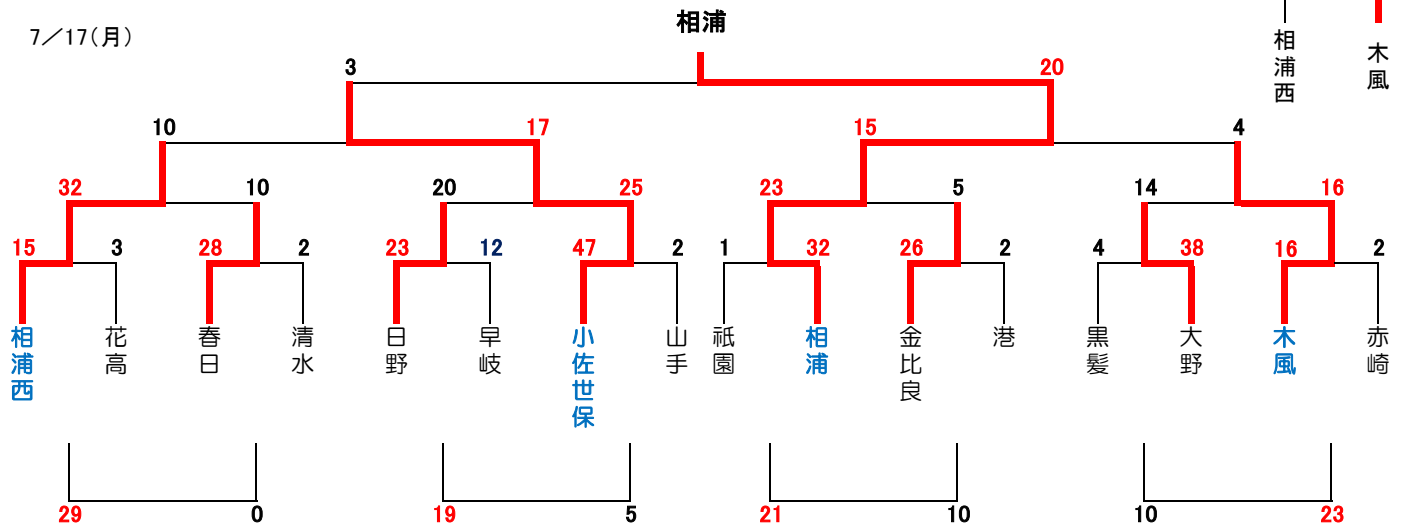 相浦
7／17(月)
相浦西
木風
3
20
10
17
15
4
32
10
20
25
23
5
14
16
15
3
28
2
23
12
47
2
1
32
26
2
4
38
16
2
相浦西
花高
春日
清水
日野
早岐
小佐世保
山手
祇園
相浦
金比良
港
黒髪
大野
木風
赤崎
29
0
19
5
21
10
10
23